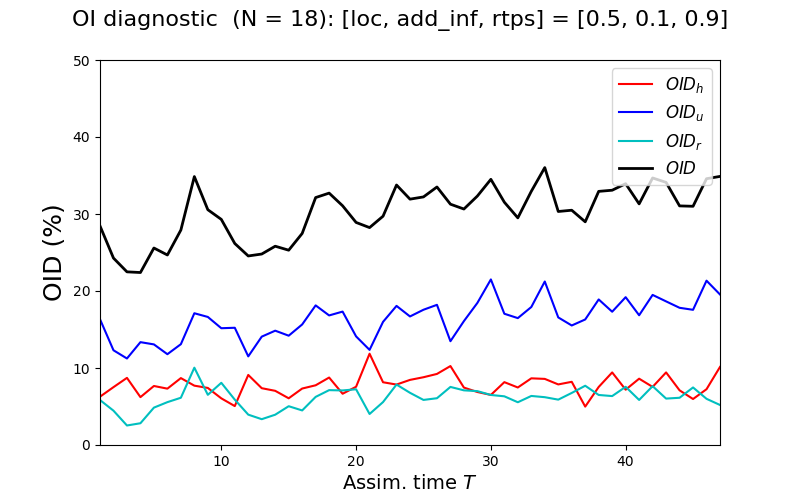 OI diagnostic (N = 18): [loc, add_inf, rtps] = [0.5, 0.1, 0.9]
50
40
30
20
10
0
OID (%)
OID_h
OID_u
OID_r
OID
10
20
30
40
Assim. time T